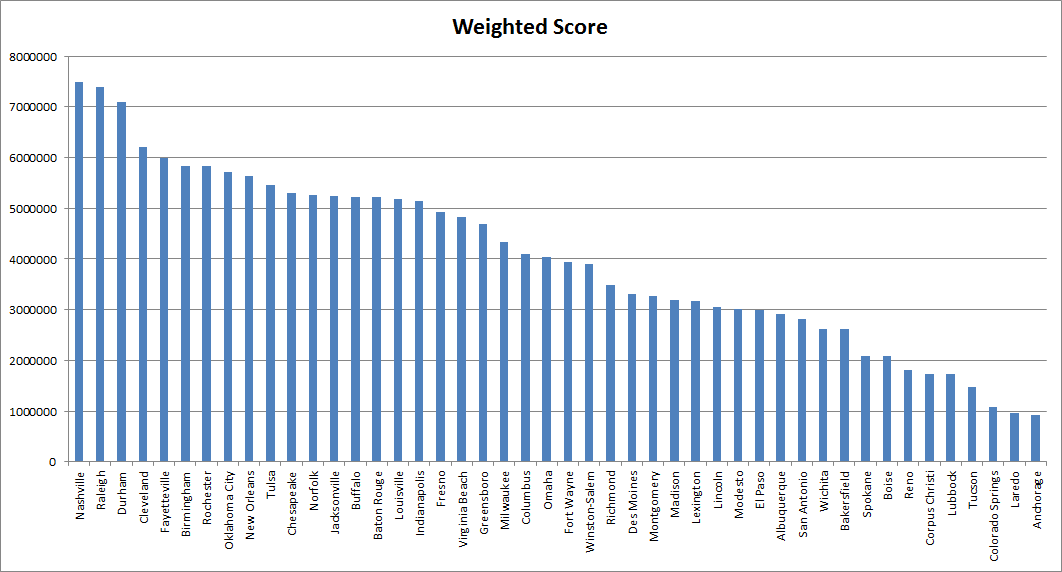 Weighted Score
8000000
7000000
6000000
5000000
4000000
3000000
2000000
1000000
0
Nashville
Raleigh
Durham
Cleveland
Fayetteville
Birmingham
Rochester
Oklahoma City
New Orleans
Tulsa
Chesapeake
Norfolk
Jacksonville
Buffalo
Baton Rouge
Louisville
Indianapolis
Fresno
Virginia Beach
Greensboro
Milwaukee
Columbus
Omaha
Fort Wayne
Winston-Salem
Richmond
Des Moines
Montgomery
Madison
Lexington
Lincoln
Modesto
El Paso
Albuquerque
San Antonio
Wichita
Bakersfield
Spokane
Boise
Reno
Corpus Christi
Lubbock
Tucson
Colorado Springs
Laredo
Anchorage